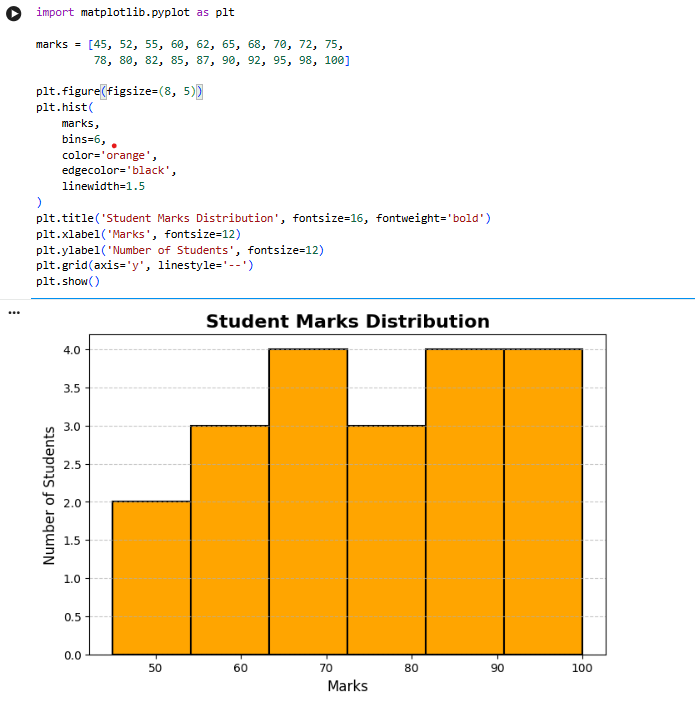 import matplotlib.pyplot as plt
marks = [45, 52, 55, 60, 62, 65, 68, 70, 72, 75,
78, 80, 82, 85, 87, 90, 92, 95, 98, 100]
plt.figure(figsize=(8, 5))
plt.hist(
marks,
bins=6,
color='orange',
edgecolor='black',
linewidth=1.5
)
plt.title('Student Marks Distribution', fontsize=16, fontweight='bold')
plt.xlabel('Marks', fontsize=12)
plt.ylabel('Number of Students', fontsize=12)
plt.grid(axis='y', linestyle='--')
plt.show()
Student Marks Distribution
4.0
3.5
3.0
2.5
2.0
1.5
1.0
0.5
0.0
Number of Students
50 60 70 80 90 100
Marks